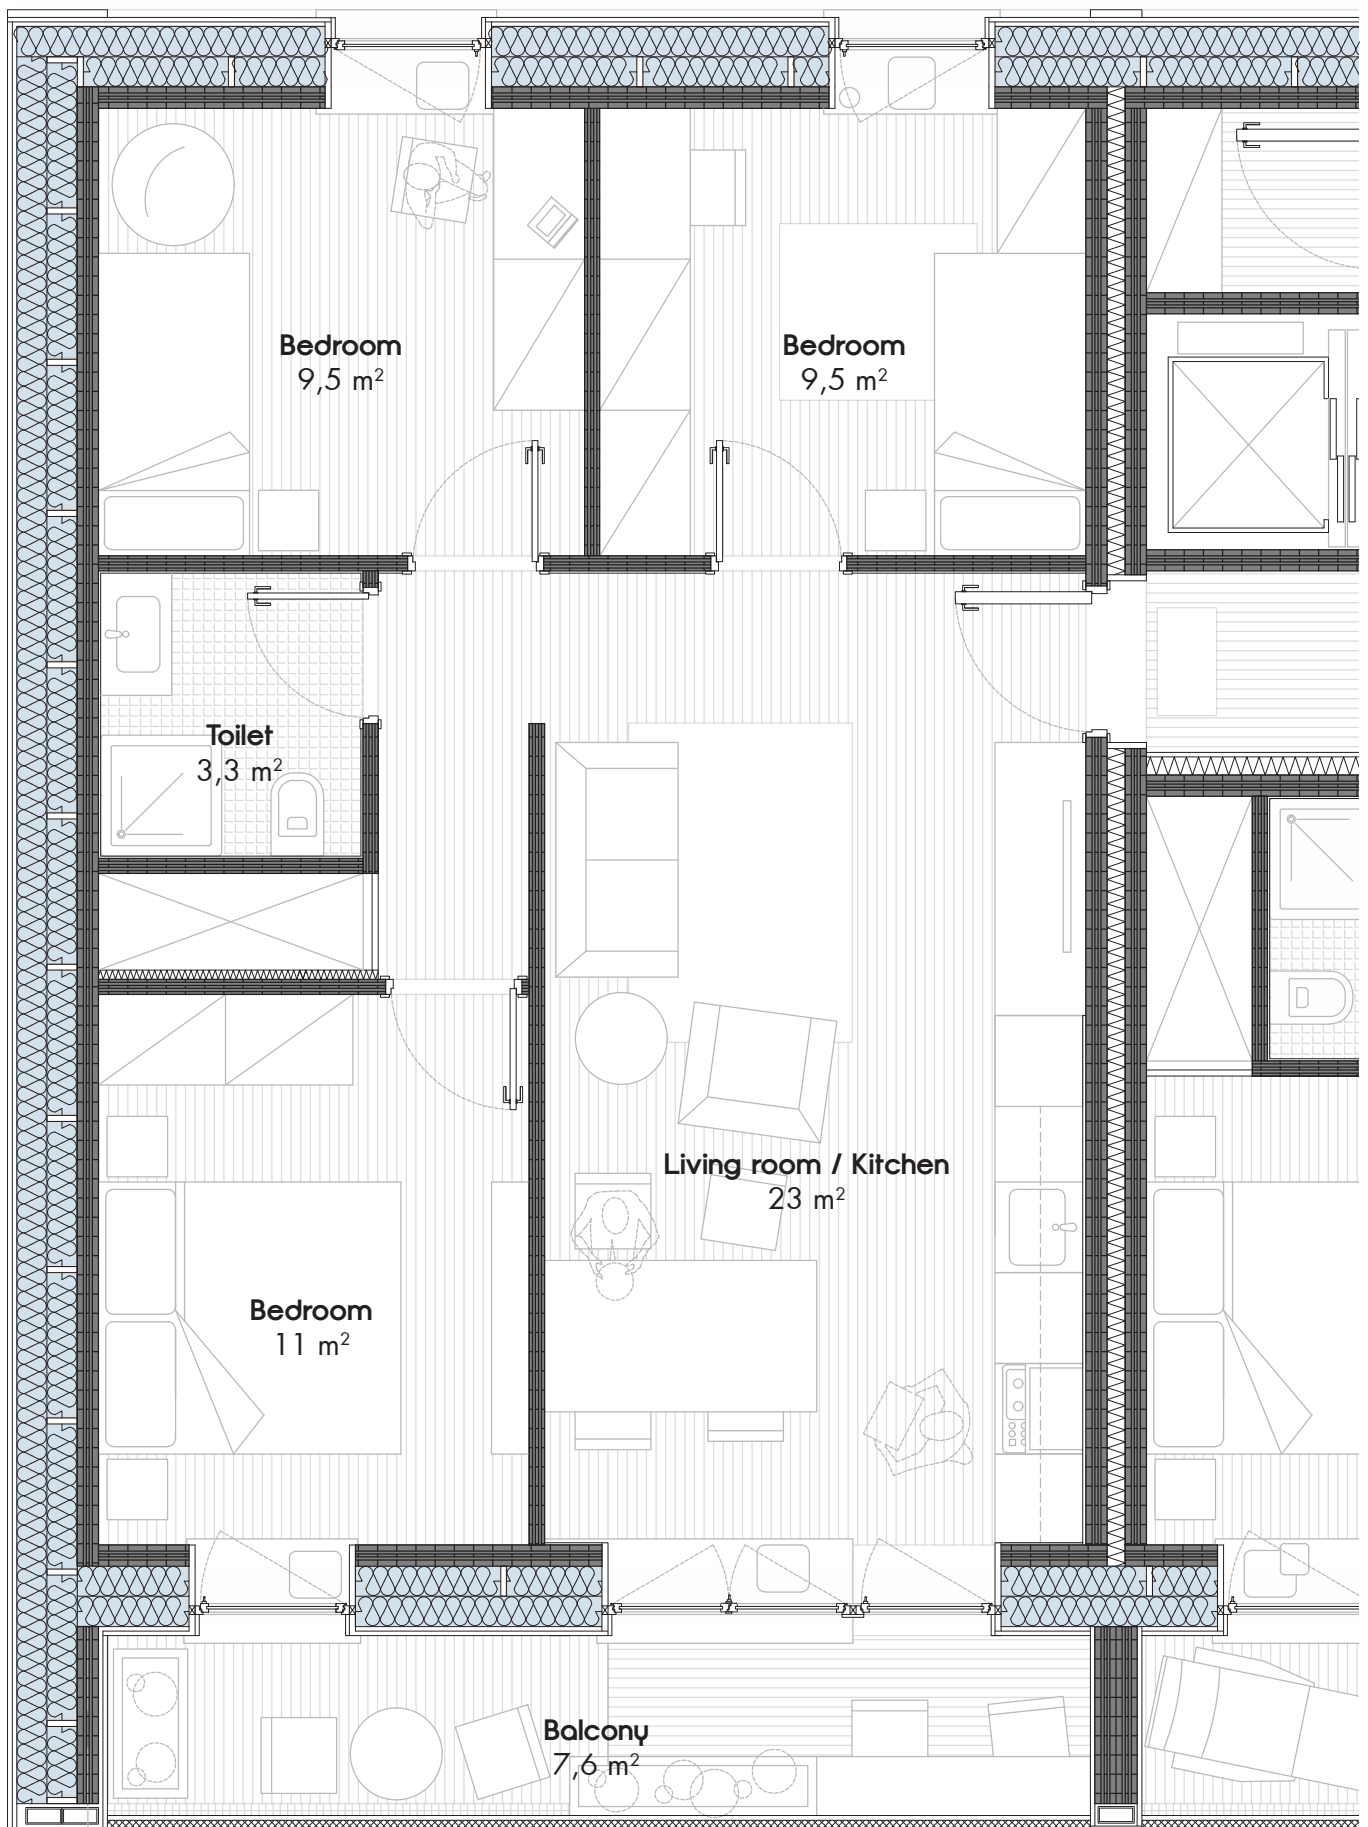 Bedroom
9,5 m²
Bedroom
9,5 m²
Toilet
3,3 m²
Living room / Kitchen
23 m²
Bedroom
11 m²
Balcony
7,6 m²